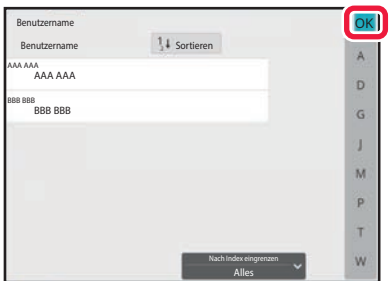 Benutzername
OK
Benutzername
Sortieren
AAA AAA
AAA AAA
BBB BBB
BBB BBB
A
D
G
J
M
P
T
W
Nach Index eingrenzen
Alles